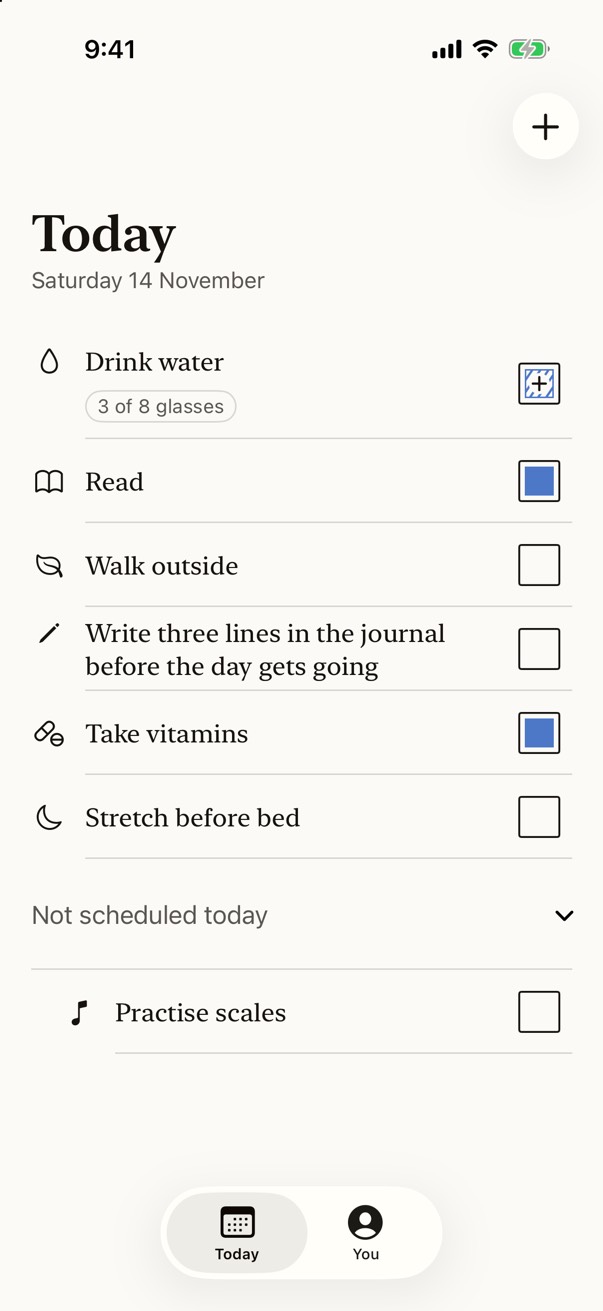 9:41
Today
Saturday 14 November
Drink water
3 of 8 glasses
Read
Walk outside
Write three lines in the journal
before the day gets going
Take vitamins
Stretch before bed
Not scheduled today
Practise scales
Today
You